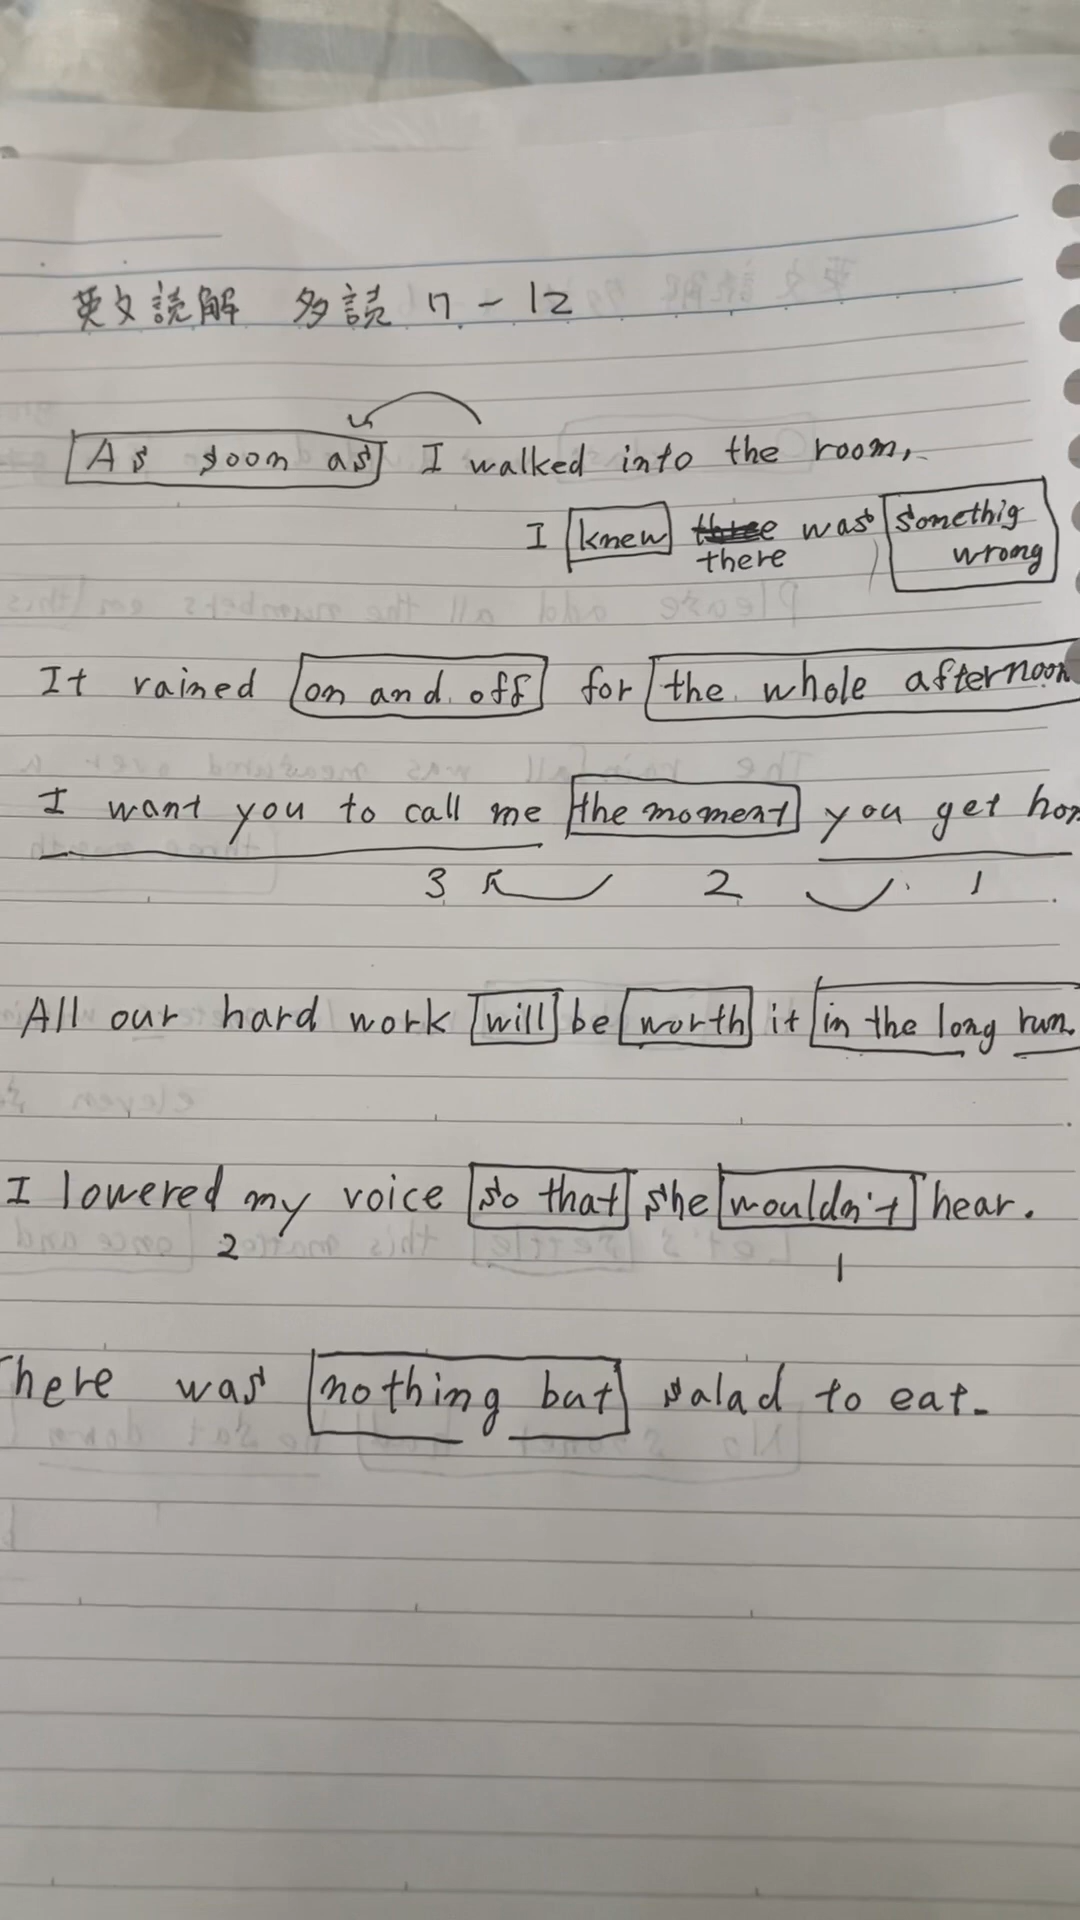 英文読解 多読 7-12
As soon as I walked into the room,
I knew there was somethig
wrong
It rained on and off for the whole afternoon
I want you to call me the moment you get hom
3 2 1
All our hard work will be worth it in the long run.
I lowered my voice so that she wouldn't hear.
2 1
There was nothing but salad to eat.